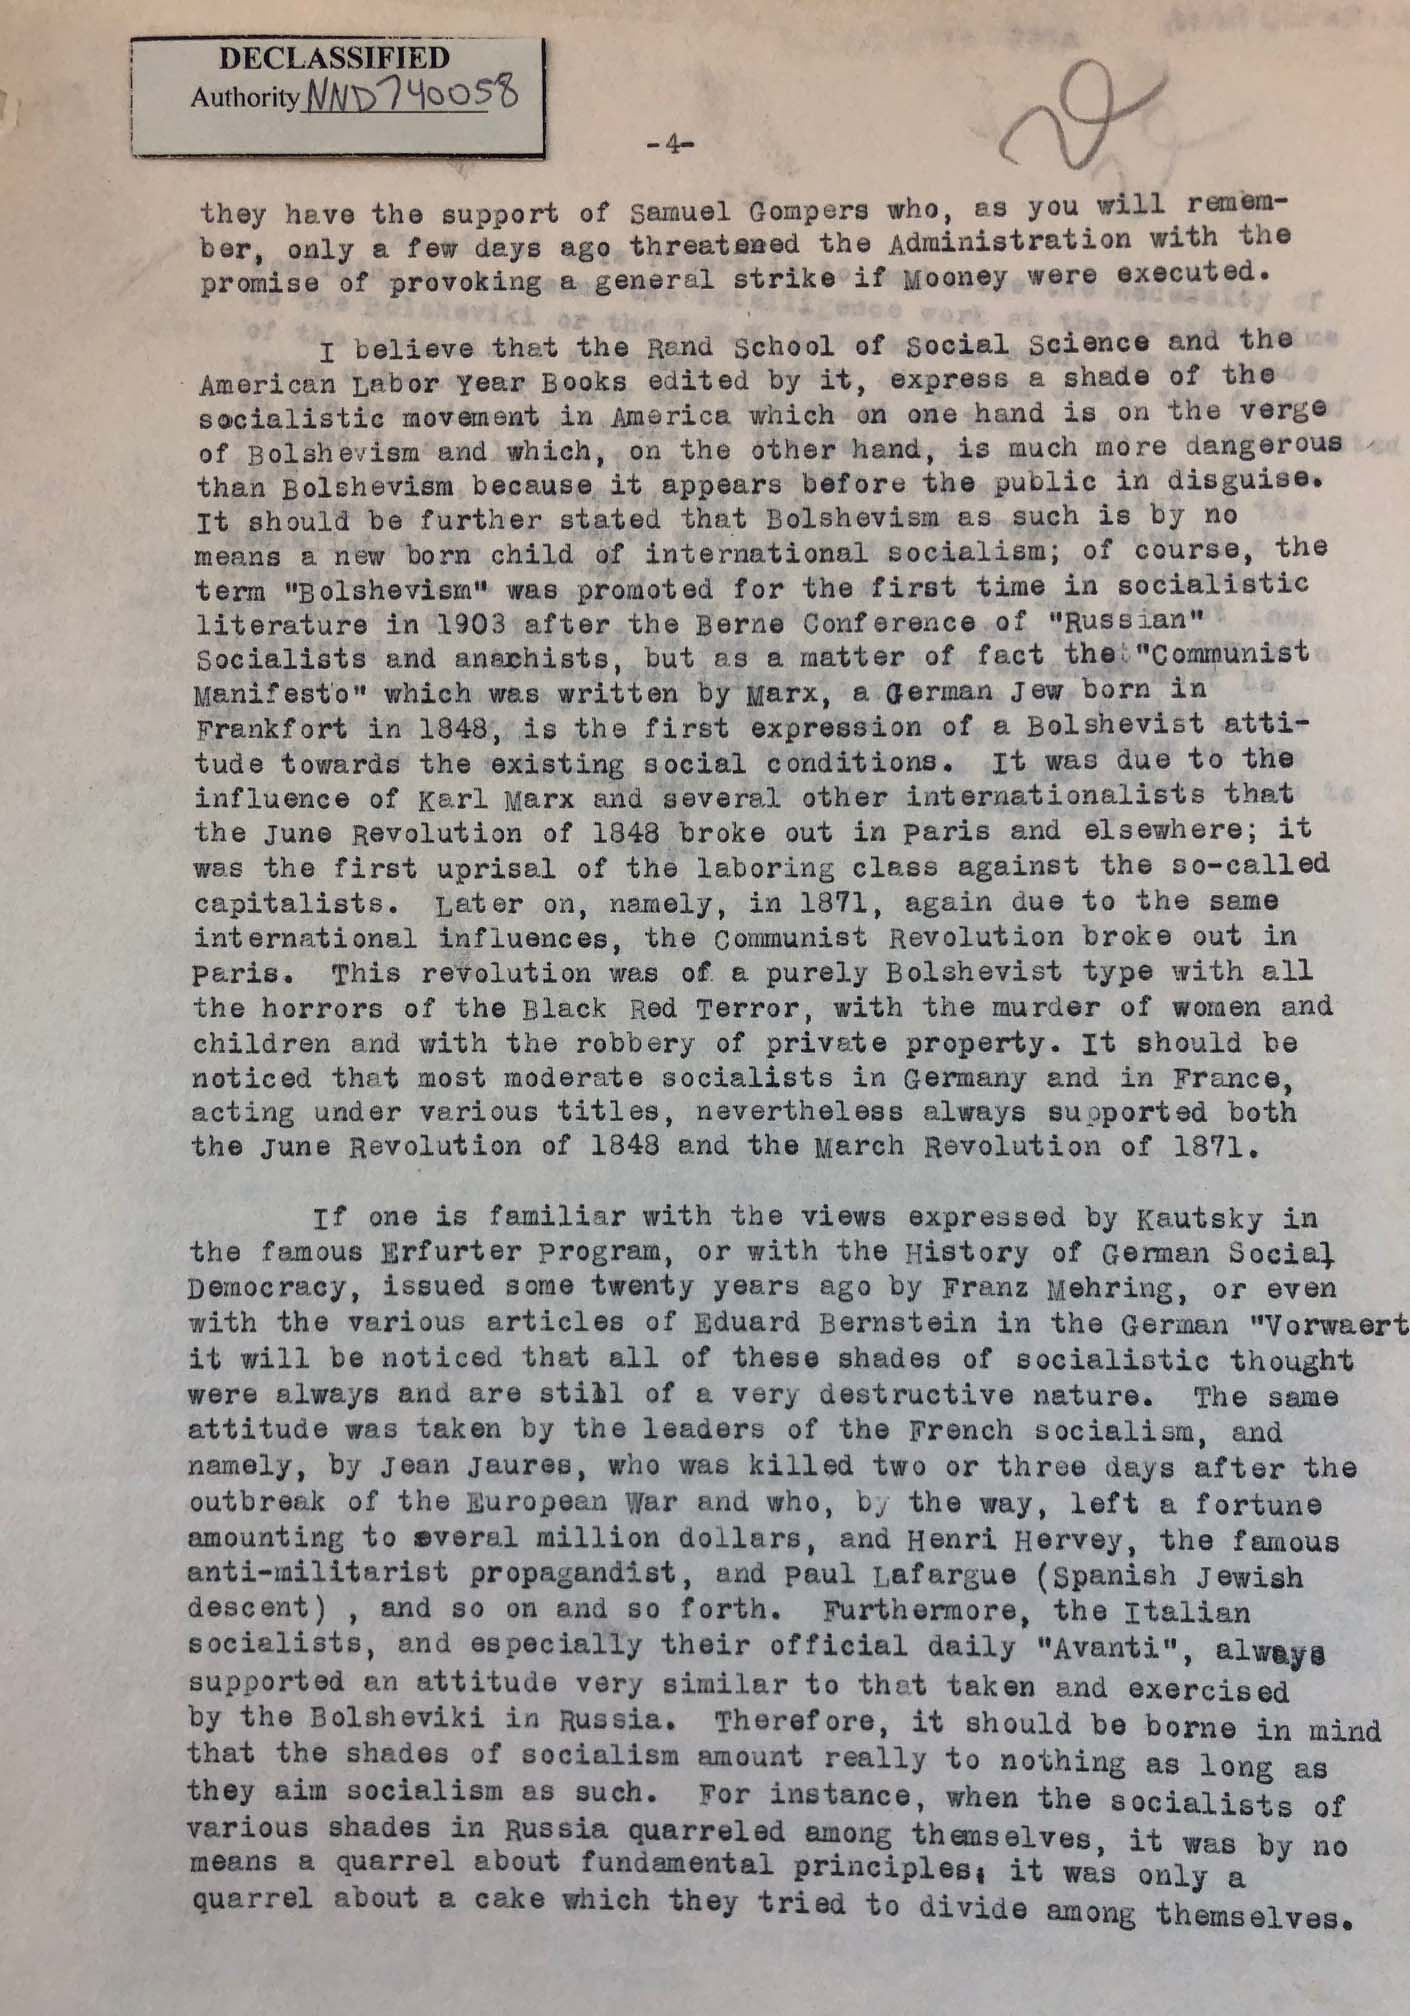 DECLASSIFIED
Authority NND740058
-4-
they have the support of Samuel Gompers who, as you will remem-
ber, only a few days ago threatened the Administration with the
promise of provoking a general strike if Mooney were executed.
I believe that the Rand School of Social Science and the
American Labor Year Books edited by it, express a shade of the
socialistic movement in America which on one hand is on the verge
of Bolshevism and which, on the other hand, is much more dangerous
than Bolshevism because it appears before the public in disguise.
It should be further stated that Bolshevism as such is by no
means a new born child of international socialism; of course, the
term "Bolshevism" was promoted for the first time in socialistic
literature in 1903 after the Berne Conference of "Russian"
Socialists and anarchists, but as a matter of fact the "Communist
Manifesto" which was written by Marx, a German Jew born in
Frankfort in 1848, is the first expression of a Bolshevist atti-
tude towards the existing social conditions. It was due to the
influence of Karl Marx and several other internationalists that
the June Revolution of 1848 broke out in Paris and elsewhere; it
was the first uprisal of the laboring class against the so-called
capitalists. Later on, namely, in 1871, again due to the same
international influences, the Communist Revolution broke out in
Paris. This revolution was of a purely Bolshevist type with all
the horrors of the Black Red Terror, with the murder of women and
children and with the robbery of private property. It should be
noticed that most moderate socialists in Germany and in France,
acting under various titles, nevertheless always supported both
the June Revolution of 1848 and the March Revolution of 1871.
If one is familiar with the views expressed by Kautsky in
the famous Erfurter Program, or with the History of German Social
Democracy, issued some twenty years ago by Franz Mehring, or even
with the various articles of Eduard Bernstein in the German "Vorwaert
it will be noticed that all of these shades of socialistic thought
were always and are still of a very destructive nature. The same
attitude was taken by the leaders of the French socialism, and
namely, by Jean Jaures, who was killed two or three days after the
outbreak of the European War and who, by the way, left a fortune
amounting to several million dollars, and Henri Hervey, the famous
anti-militarist propagandist, and Paul Lafargue (Spanish Jewish
descent) , and so on and so forth. Furthermore, the Italian
socialists, and especially their official daily "Avanti", always
supported an attitude very similar to that taken and exercised
by the Bolsheviki in Russia. Therefore, it should be borne in mind
that the shades of socialism amount really to nothing as long as
they aim socialism as such. For instance, when the socialists of
various shades in Russia quarreled among themselves, it was by no
means a quarrel about fundamental principles; it was only a
quarrel about a cake which they tried to divide among themselves.